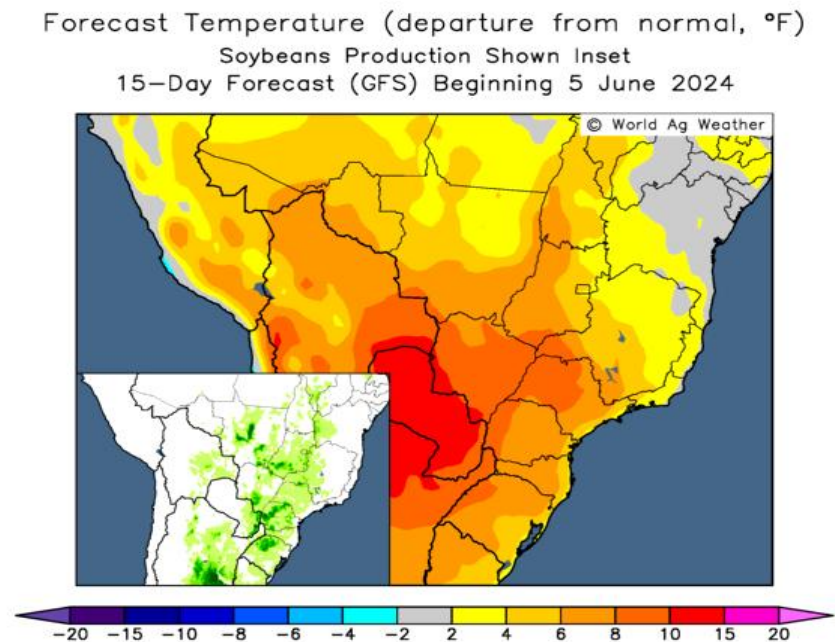 Forecast Temperature (departure from normal, °F)
Soybeans Production Shown Inset
15-Day Forecast (GFS) Beginning 5 June 2024
© World Ag Weather
-20 -15 -10 -8 -6 -4 -2 2 4 6 8 10 15 20